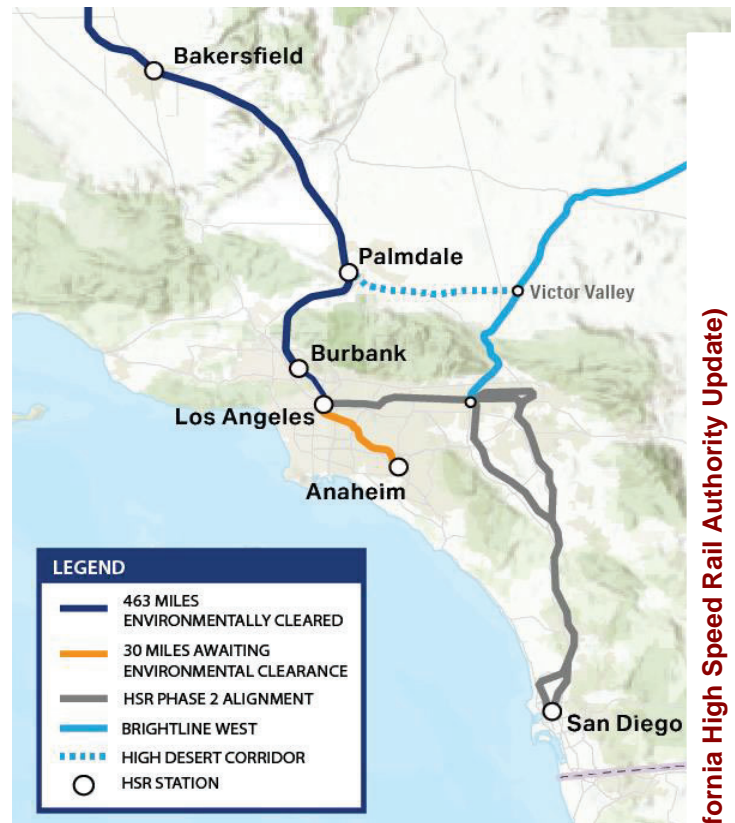 Bakersfield
Palmdale
Victor Valley
Burbank
Los Angeles
Anaheim
San Diego
LEGEND
463 MILES
ENVIRONMENTALLY CLEARED
30 MILES AWAITING
ENVIRONMENTAL CLEARANCE
HSR PHASE 2 ALIGNMENT
BRIGHTLINE WEST
HIGH DESERT CORRIDOR
HSR STATION
fornia High Speed Rail Authority Update)